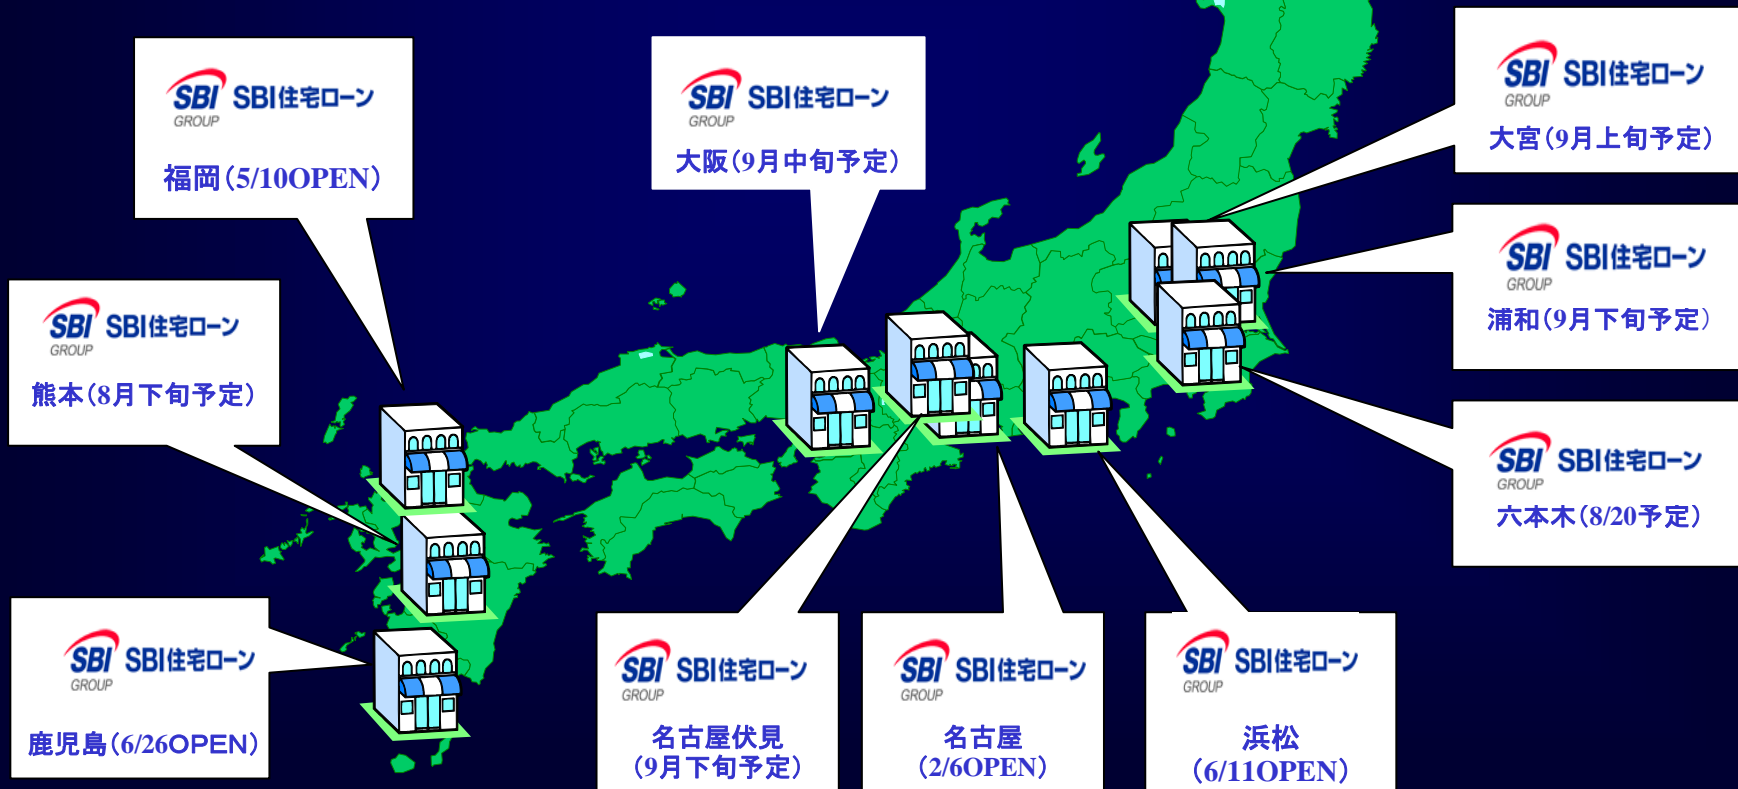 SBI SBI住宅ローン
GROUP
福岡(5/10OPEN)
SBI SBI住宅ローン
GROUP
大阪(9月中旬予定)
SBI SBI住宅ローン
GROUP
大宮(9月上旬予定)
SBI SBI住宅ローン
GROUP
浦和(9月下旬予定)
SBI SBI住宅ローン
GROUP
熊本(8月下旬予定)
SBI SBI住宅ローン
GROUP
六本木(8/20予定)
SBI SBI住宅ローン
GROUP
鹿児島(6/26OPEN)
SBI SBI住宅ローン
GROUP
名古屋伏見
(9月下旬予定)
SBI SBI住宅ローン
GROUP
名古屋
(2/6OPEN)
SBI SBI住宅ローン
GROUP
浜松
(6/11OPEN)